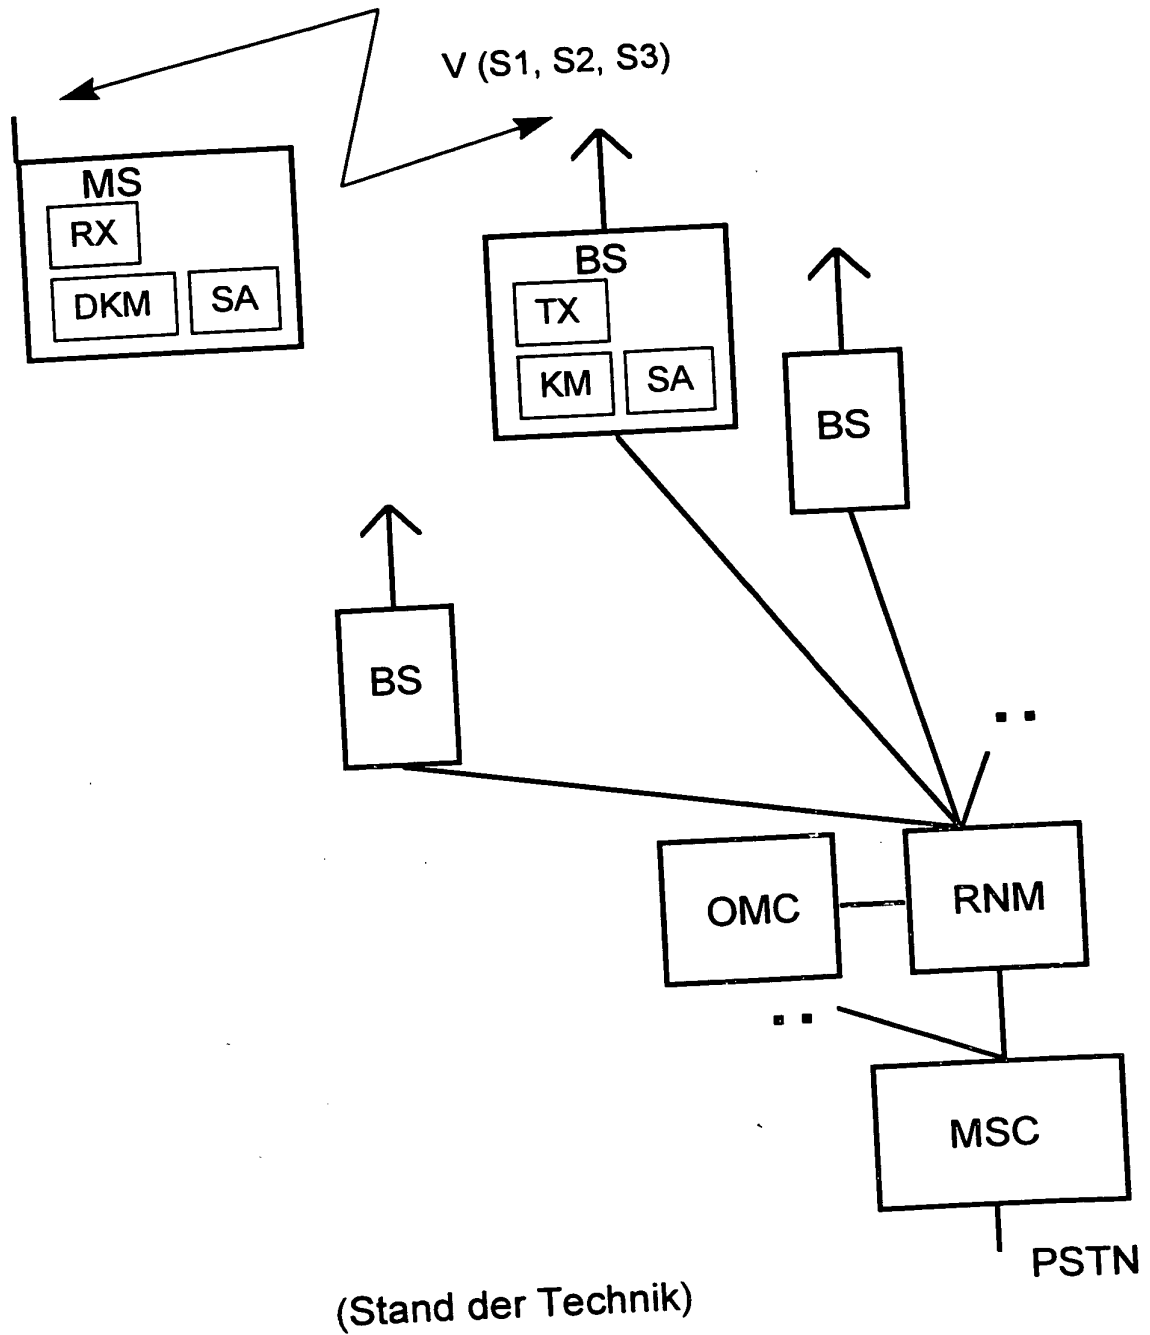 V (S1, S2, S3)
MS
RX
DKM SA
BS
TX
KM SA
BS
BS
OMC
RNM
MSC
PSTN
(Stand der Technik)